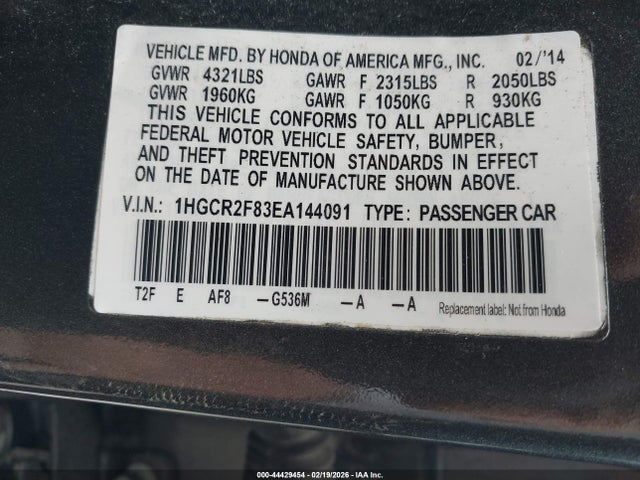 VEHICLE MFD. BY HONDA OF AMERICA MFG., INC. 02/'14
GVWR 4321LBS GAWR F 2315LBS R 2050LBS
GVWR 1960KG GAWR F 1050KG R 930KG
THIS VEHICLE CONFORMS TO ALL APPLICABLE
FEDERAL MOTOR VEHICLE SAFETY, BUMPER,
AND THEFT PREVENTION STANDARDS IN EFFECT
ON THE DATE OF MANUFACTURE SHOWN ABOVE.
V.I.N.: 1HGCR2F83EA144091 TYPE: PASSENGER CAR
T2F E AF8 —G536M —A —A
Replacement label: Not from Honda
000-44429454 - 02/19/2026 - IAA Inc.